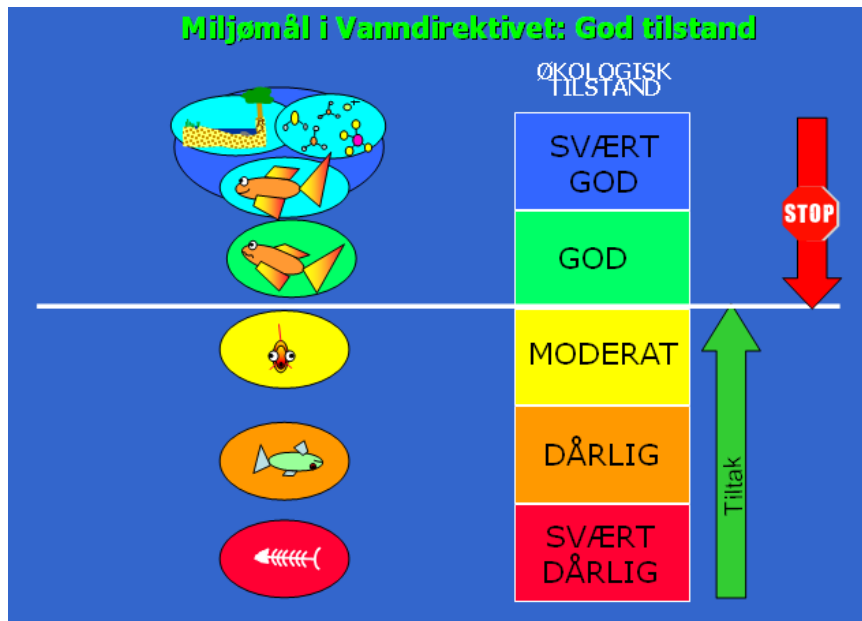 Miljømål i Vanndirektivet: God tilstand
ØKOLOGISK
TILSTAND
SVÆRT
GOD
STOP
GOD
MODERAT
DÅRLIG
Tiltak
SVÆRT
DÅRLIG